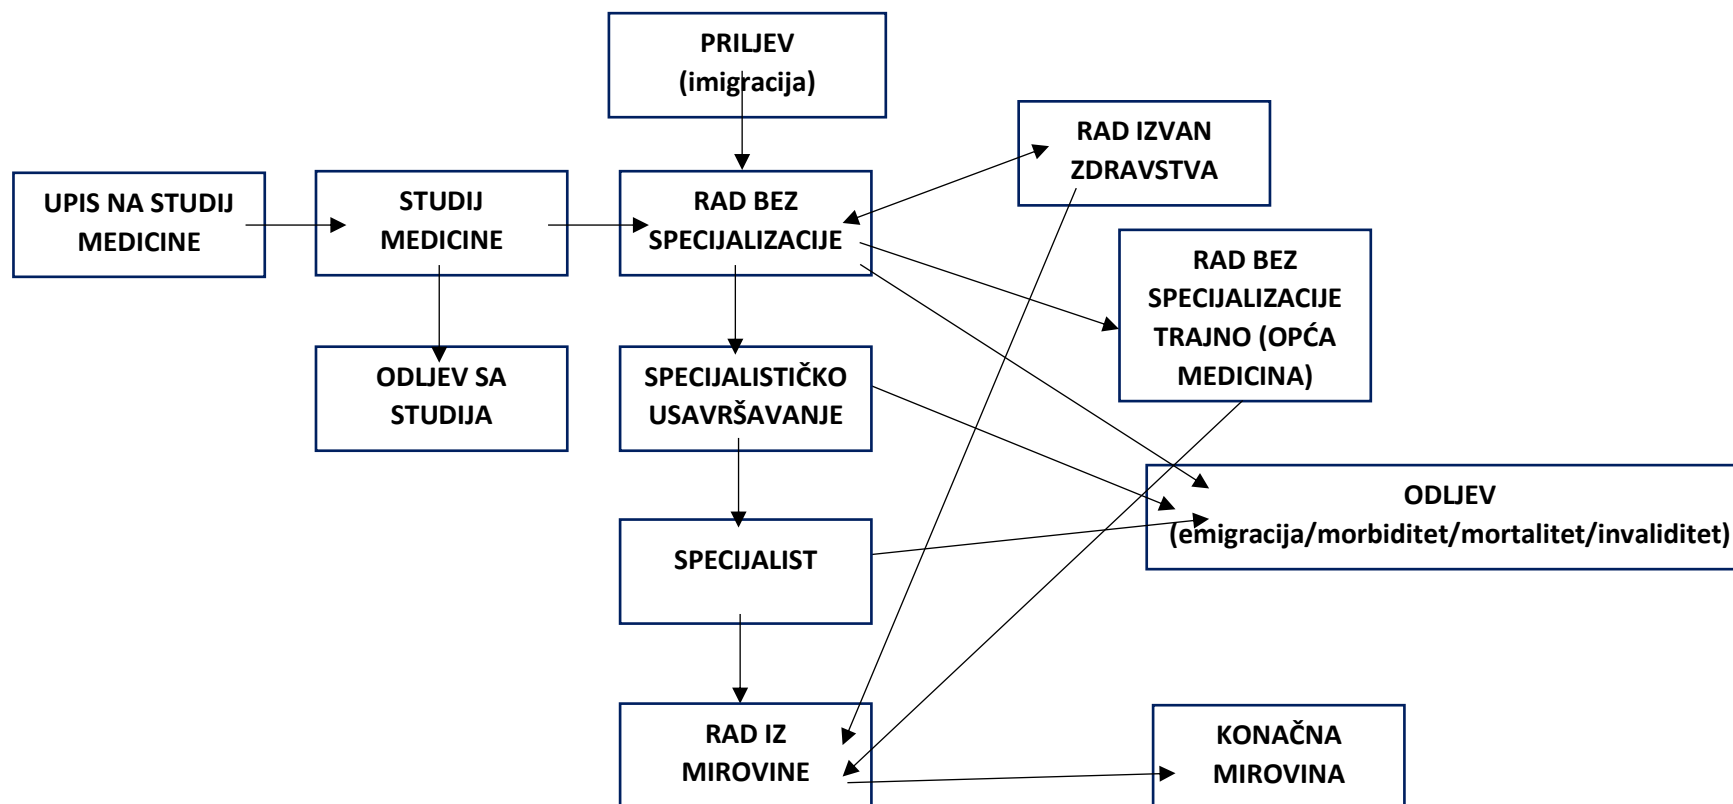 PRILJEV
(imigracija)
RAD IZVAN
ZDRAVSTVA
UPIS NA STUDIJ
MEDICINE
STUDIJ
MEDICINE
RAD BEZ
SPECIJALIZACIJE
RAD BEZ
SPECIJALIZACIJE
TRAJNO (OPĆA
MEDICINA)
ODLJEV SA
STUDIJA
SPECIJALISTIČKO
USAVRŠAVANJE
ODLJEV
(emigracija/morbiditet/mortalitet/invaliditet)
SPECIJALIST
RAD IZ
MIROVINE
KONAČNA
MIROVINA